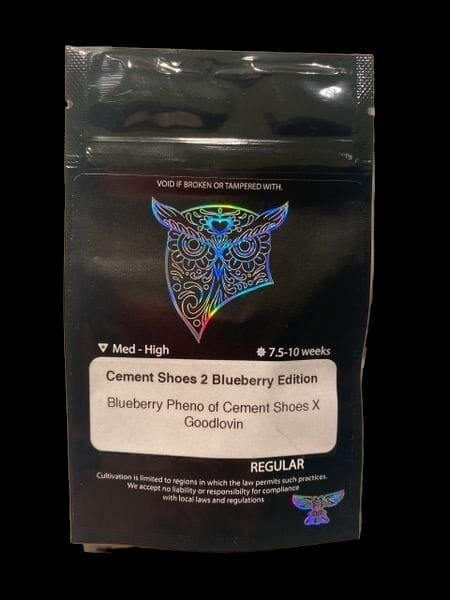 VOID IF BROKEN OR TAMPERED WITH.
Med - High
7.5-10 weeks
Cement Shoes 2 Blueberry Edition
Blueberry Pheno of Cement Shoes X
Goodlovin
REGULAR
Cultivation is limited to regions in which the law permits such practices.
We accept no liability or responsibilty for compliance
with local laws and regulations